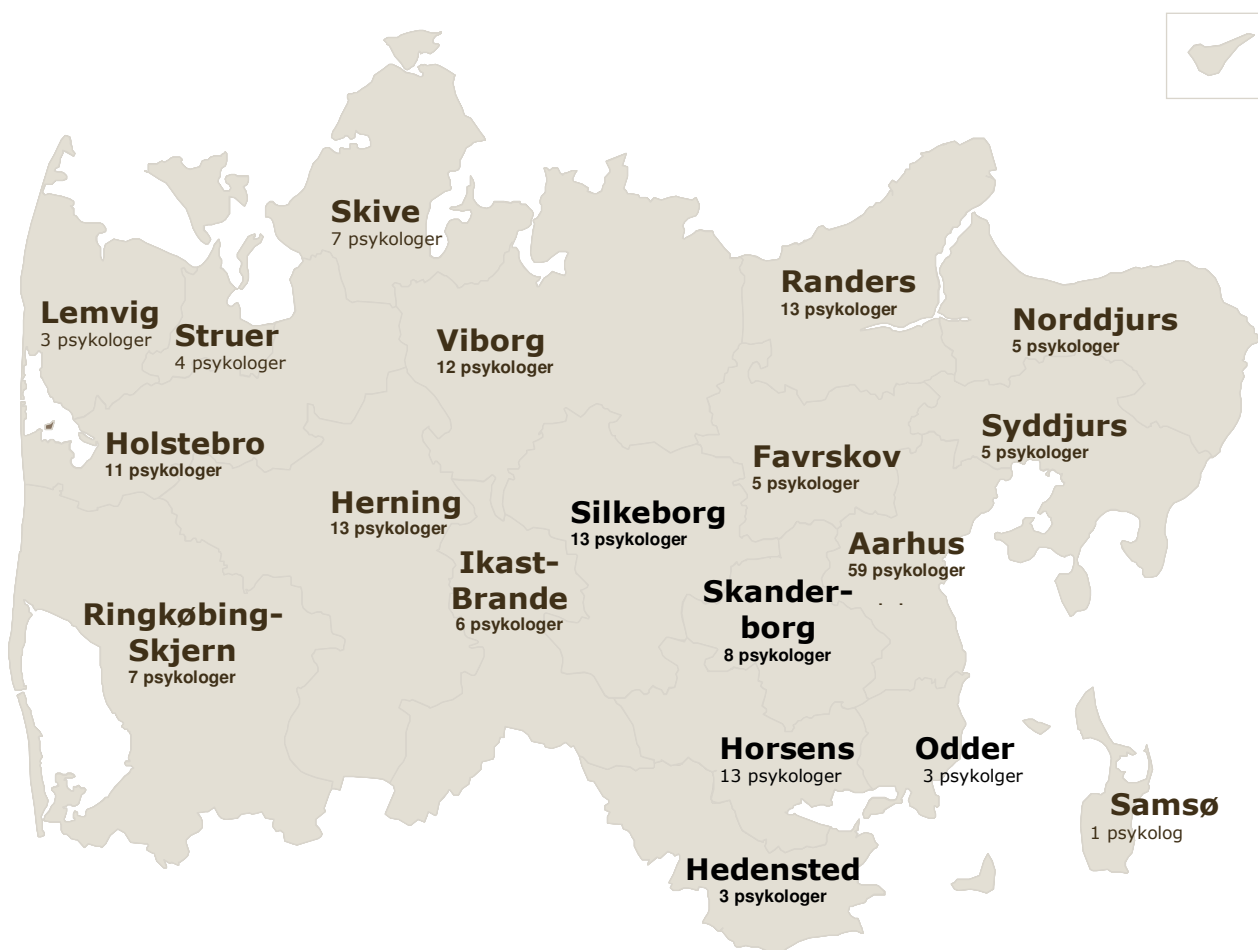 Skive
7 psykologer
Randers
13 psykologer
Lemvig
3 psykologer
Struer
4 psykologer
Viborg
12 psykologer
Norddjurs
5 psykologer
Syddjurs
5 psykologer
Holstebro
11 psykologer
Favrskov
5 psykologer
Herning
13 psykologer
Silkeborg
13 psykologer
Aarhus
59 psykologer
Ikast-
Brande
6 psykologer
Skander-
borg
8 psykologer
Ringkøbing-
Skjern
7 psykologer
Horsens
13 psykologer
Odder
3 psykolger
Samsø
1 psykolog
Hedensted
3 psykologer